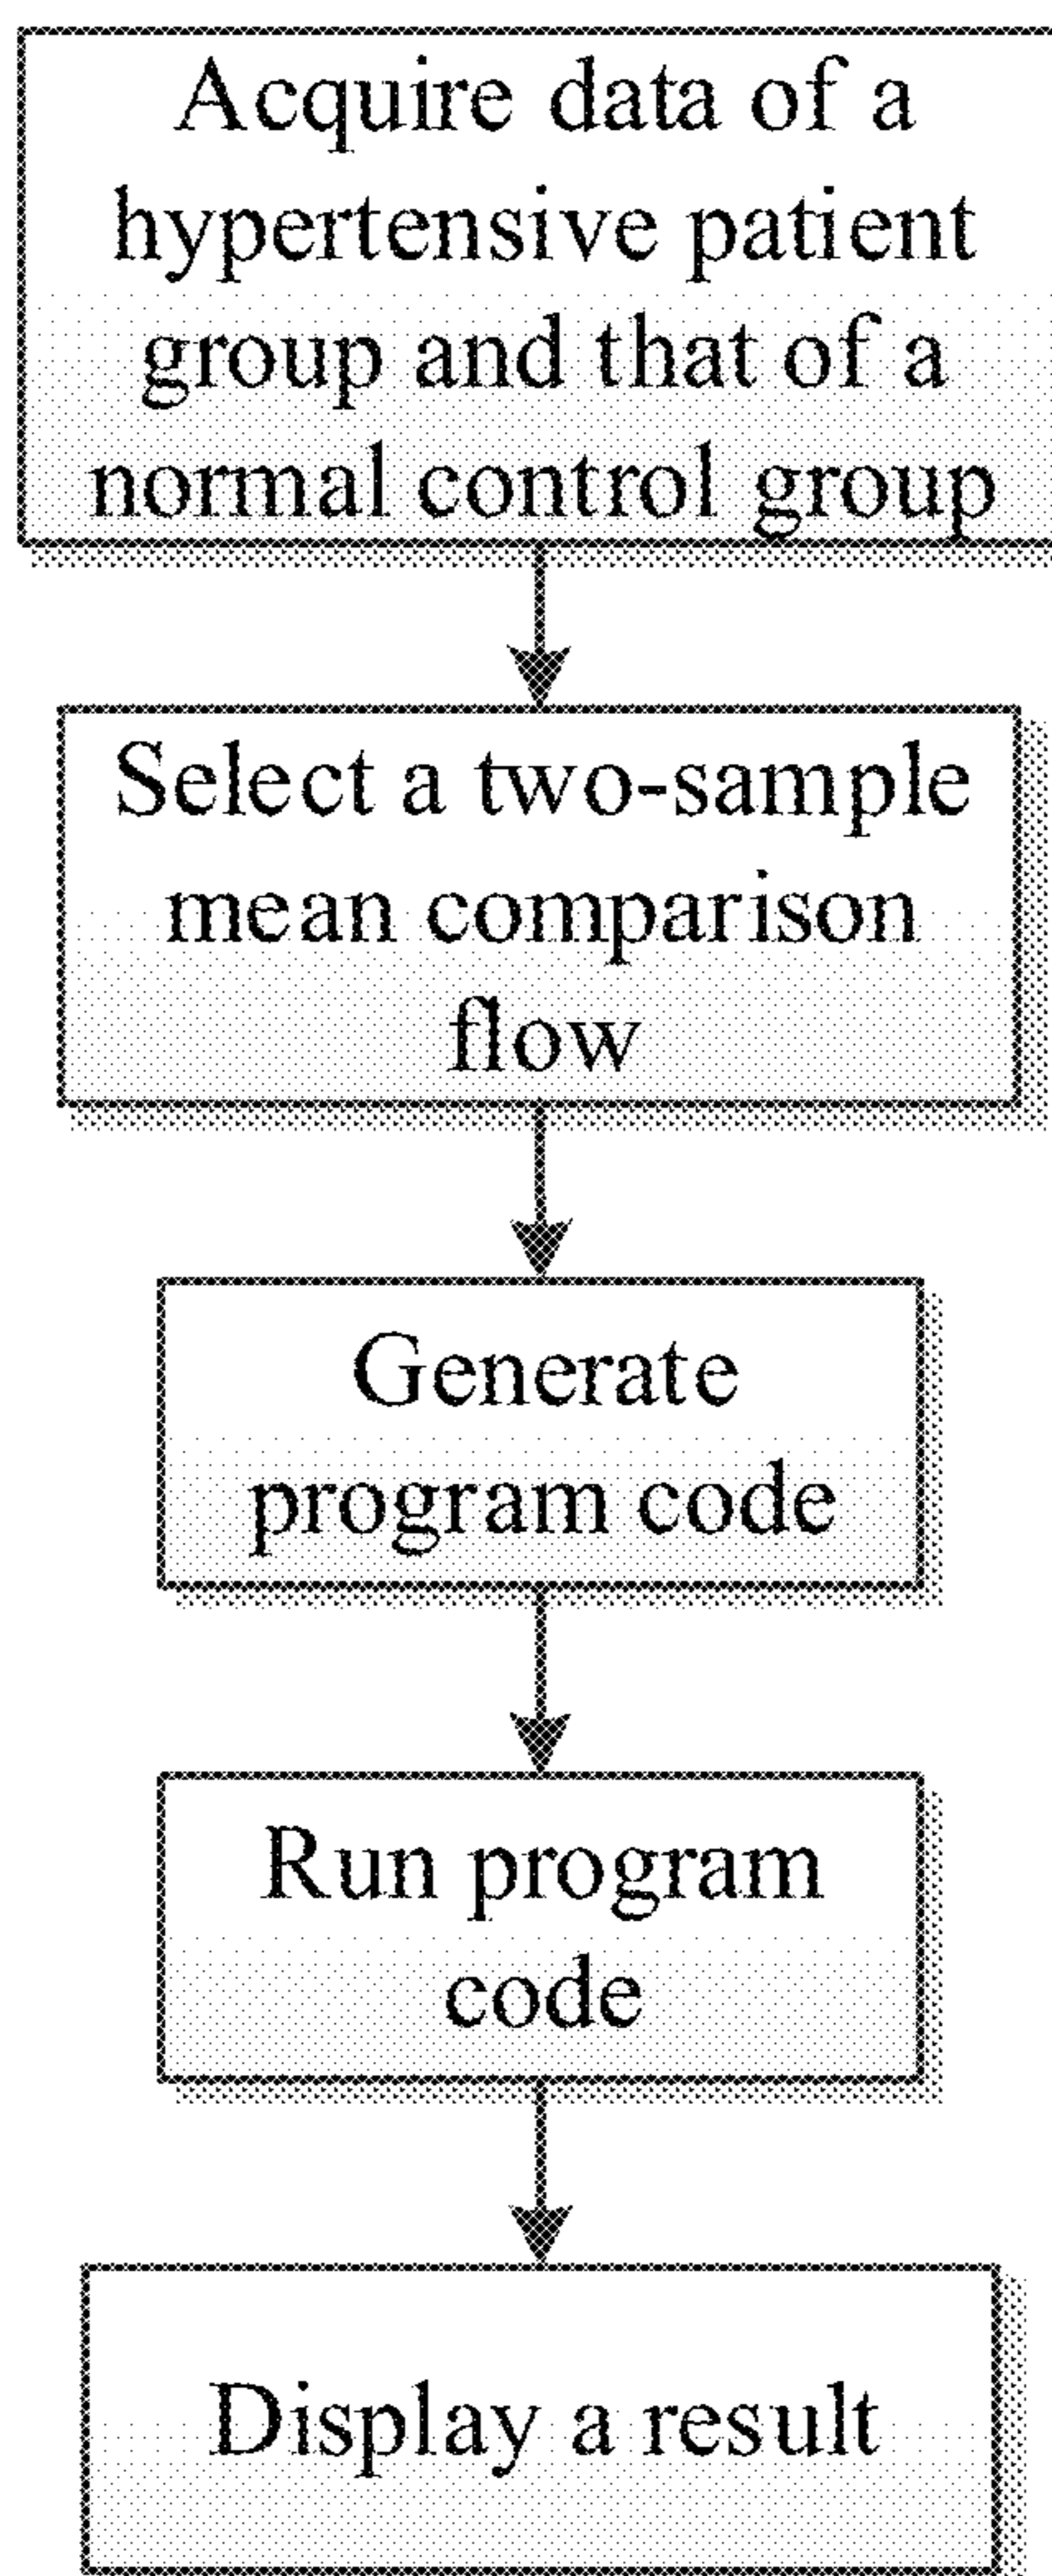 Acquire data of a
hypertensive patient
group and that of a
normal control group
Select a two-sample
mean comparison
flow
Generate
program code
Run program
code
Display a result